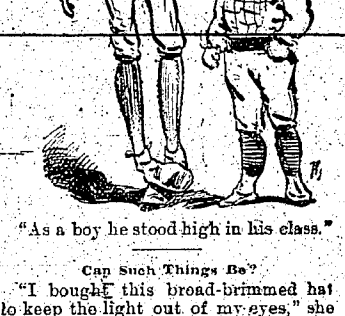 "As a boy he stood high in his class."
Can Such Things Be?
"I bought this broad-brimmed hat
to keep the light out of my eyes," she